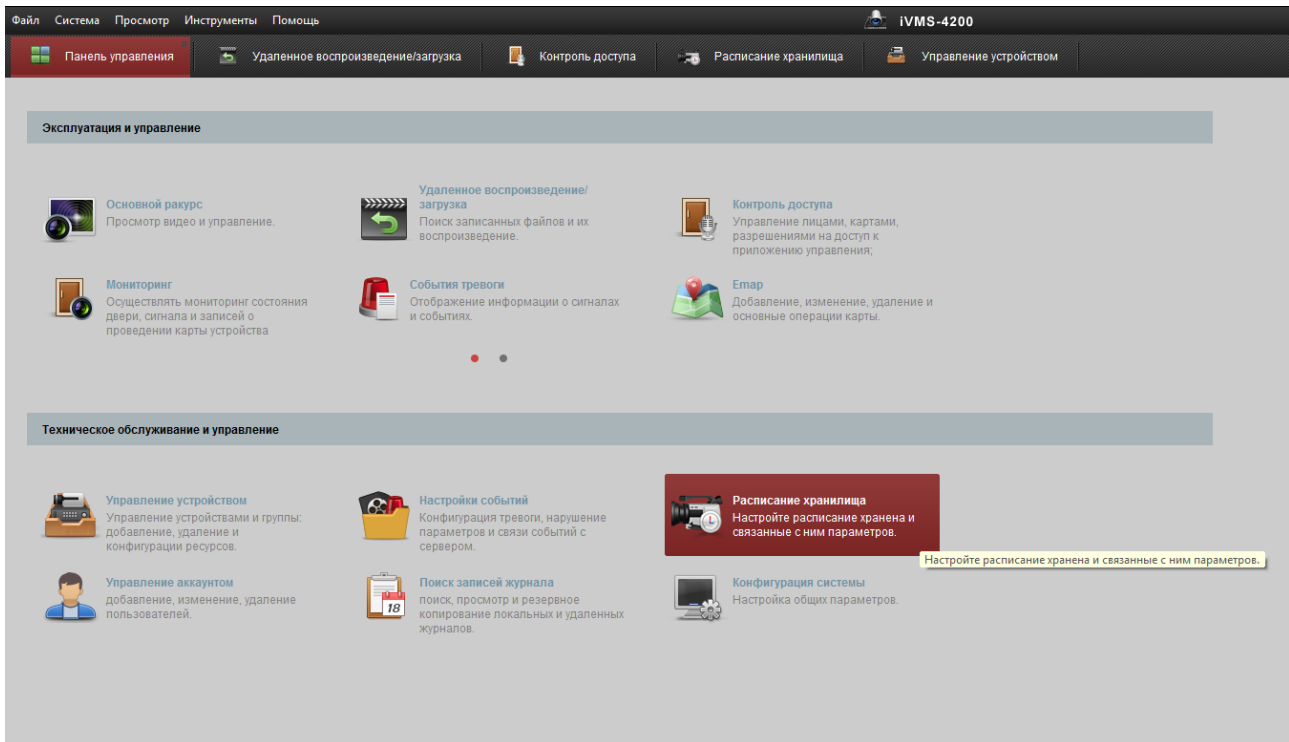 Файл Система Просмотр Инструменты Помощь iVMS-4200
Панель управления Удаленное воспроизведение/загрузка Контроль доступа Расписание хранилища Управление устройством
Эксплуатация и управление
Основной ракурс
Просмотр видео и управление.
Удаленное воспроизведение/
загрузка
Поиск записанных файлов и их
воспроизведение.
Контроль доступа
Управление лицами, картами,
разрешениями на доступ к
приложению управления;
Мониторинг
Осуществлять мониторинг состояния
двери, сигнала и записей о
проведении карты устройства
События тревоги
Отображение информации о сигналах
и событиях.
Emap
Добавление, изменение, удаление и
основные операции карты.
Техническое обслуживание и управление
Управление устройством
Управление устройствами и группы:
добавление, удаление и
конфигурации ресурсов.
Настройки событий
Конфигурация тревоги, нарушение
параметров и связи событий с
сервером.
Расписание хранилища
Настройте расписание хранена и
связанные с ним параметров.
Настройте расписание хранена и связанные с ним параметров.
Управление аккаунтом
добавление, изменение, удаление
пользователей.
18
Поиск записей журнала
поиск, просмотр и резервное
копирование локальных и удаленных
журналов.
Конфигурация системы
Настройка общих параметров.